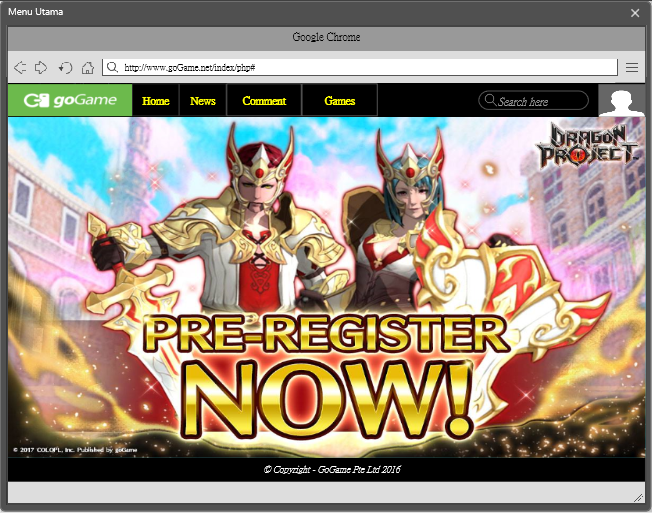 Menu Utama
Google Chrome
http://www.goGame.net/index/php#
goGame Home News Comment Games Search here
DRAGON
PROJECT
PRE-REGISTER
NOW!
© 2017 COLOPL, Inc. Published by goGame
© Copyright - GoGame Pte Ltd 2016